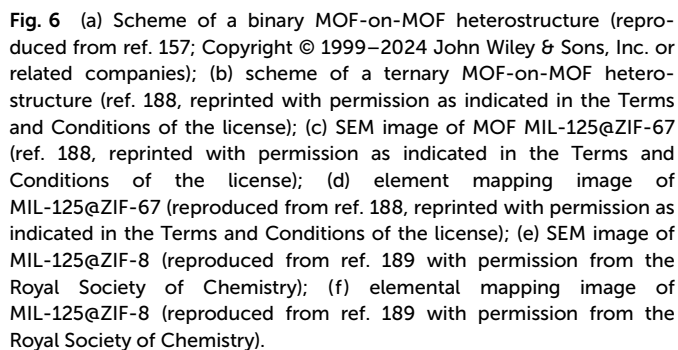 Fig. 6 (a) Scheme of a binary MOF-on-MOF heterostructure (repro-
duced from ref. 157; Copyright © 1999–2024 John Wiley & Sons, Inc. or
related companies); (b) scheme of a ternary MOF-on-MOF hetero-
structure (ref. 188, reprinted with permission as indicated in the Terms
and Conditions of the license); (c) SEM image of MOF MIL-125@ZIF-67
(ref. 188, reprinted with permission as indicated in the Terms and
Conditions of the license); (d) element mapping image of
MIL-125@ZIF-67 (reproduced from ref. 188, reprinted with permission as
indicated in the Terms and Conditions of the license); (e) SEM image of
MIL-125@ZIF-8 (reproduced from ref. 189 with permission from the
Royal Society of Chemistry); (f) elemental mapping image of
MIL-125@ZIF-8 (reproduced from ref. 189 with permission from the
Royal Society of Chemistry).